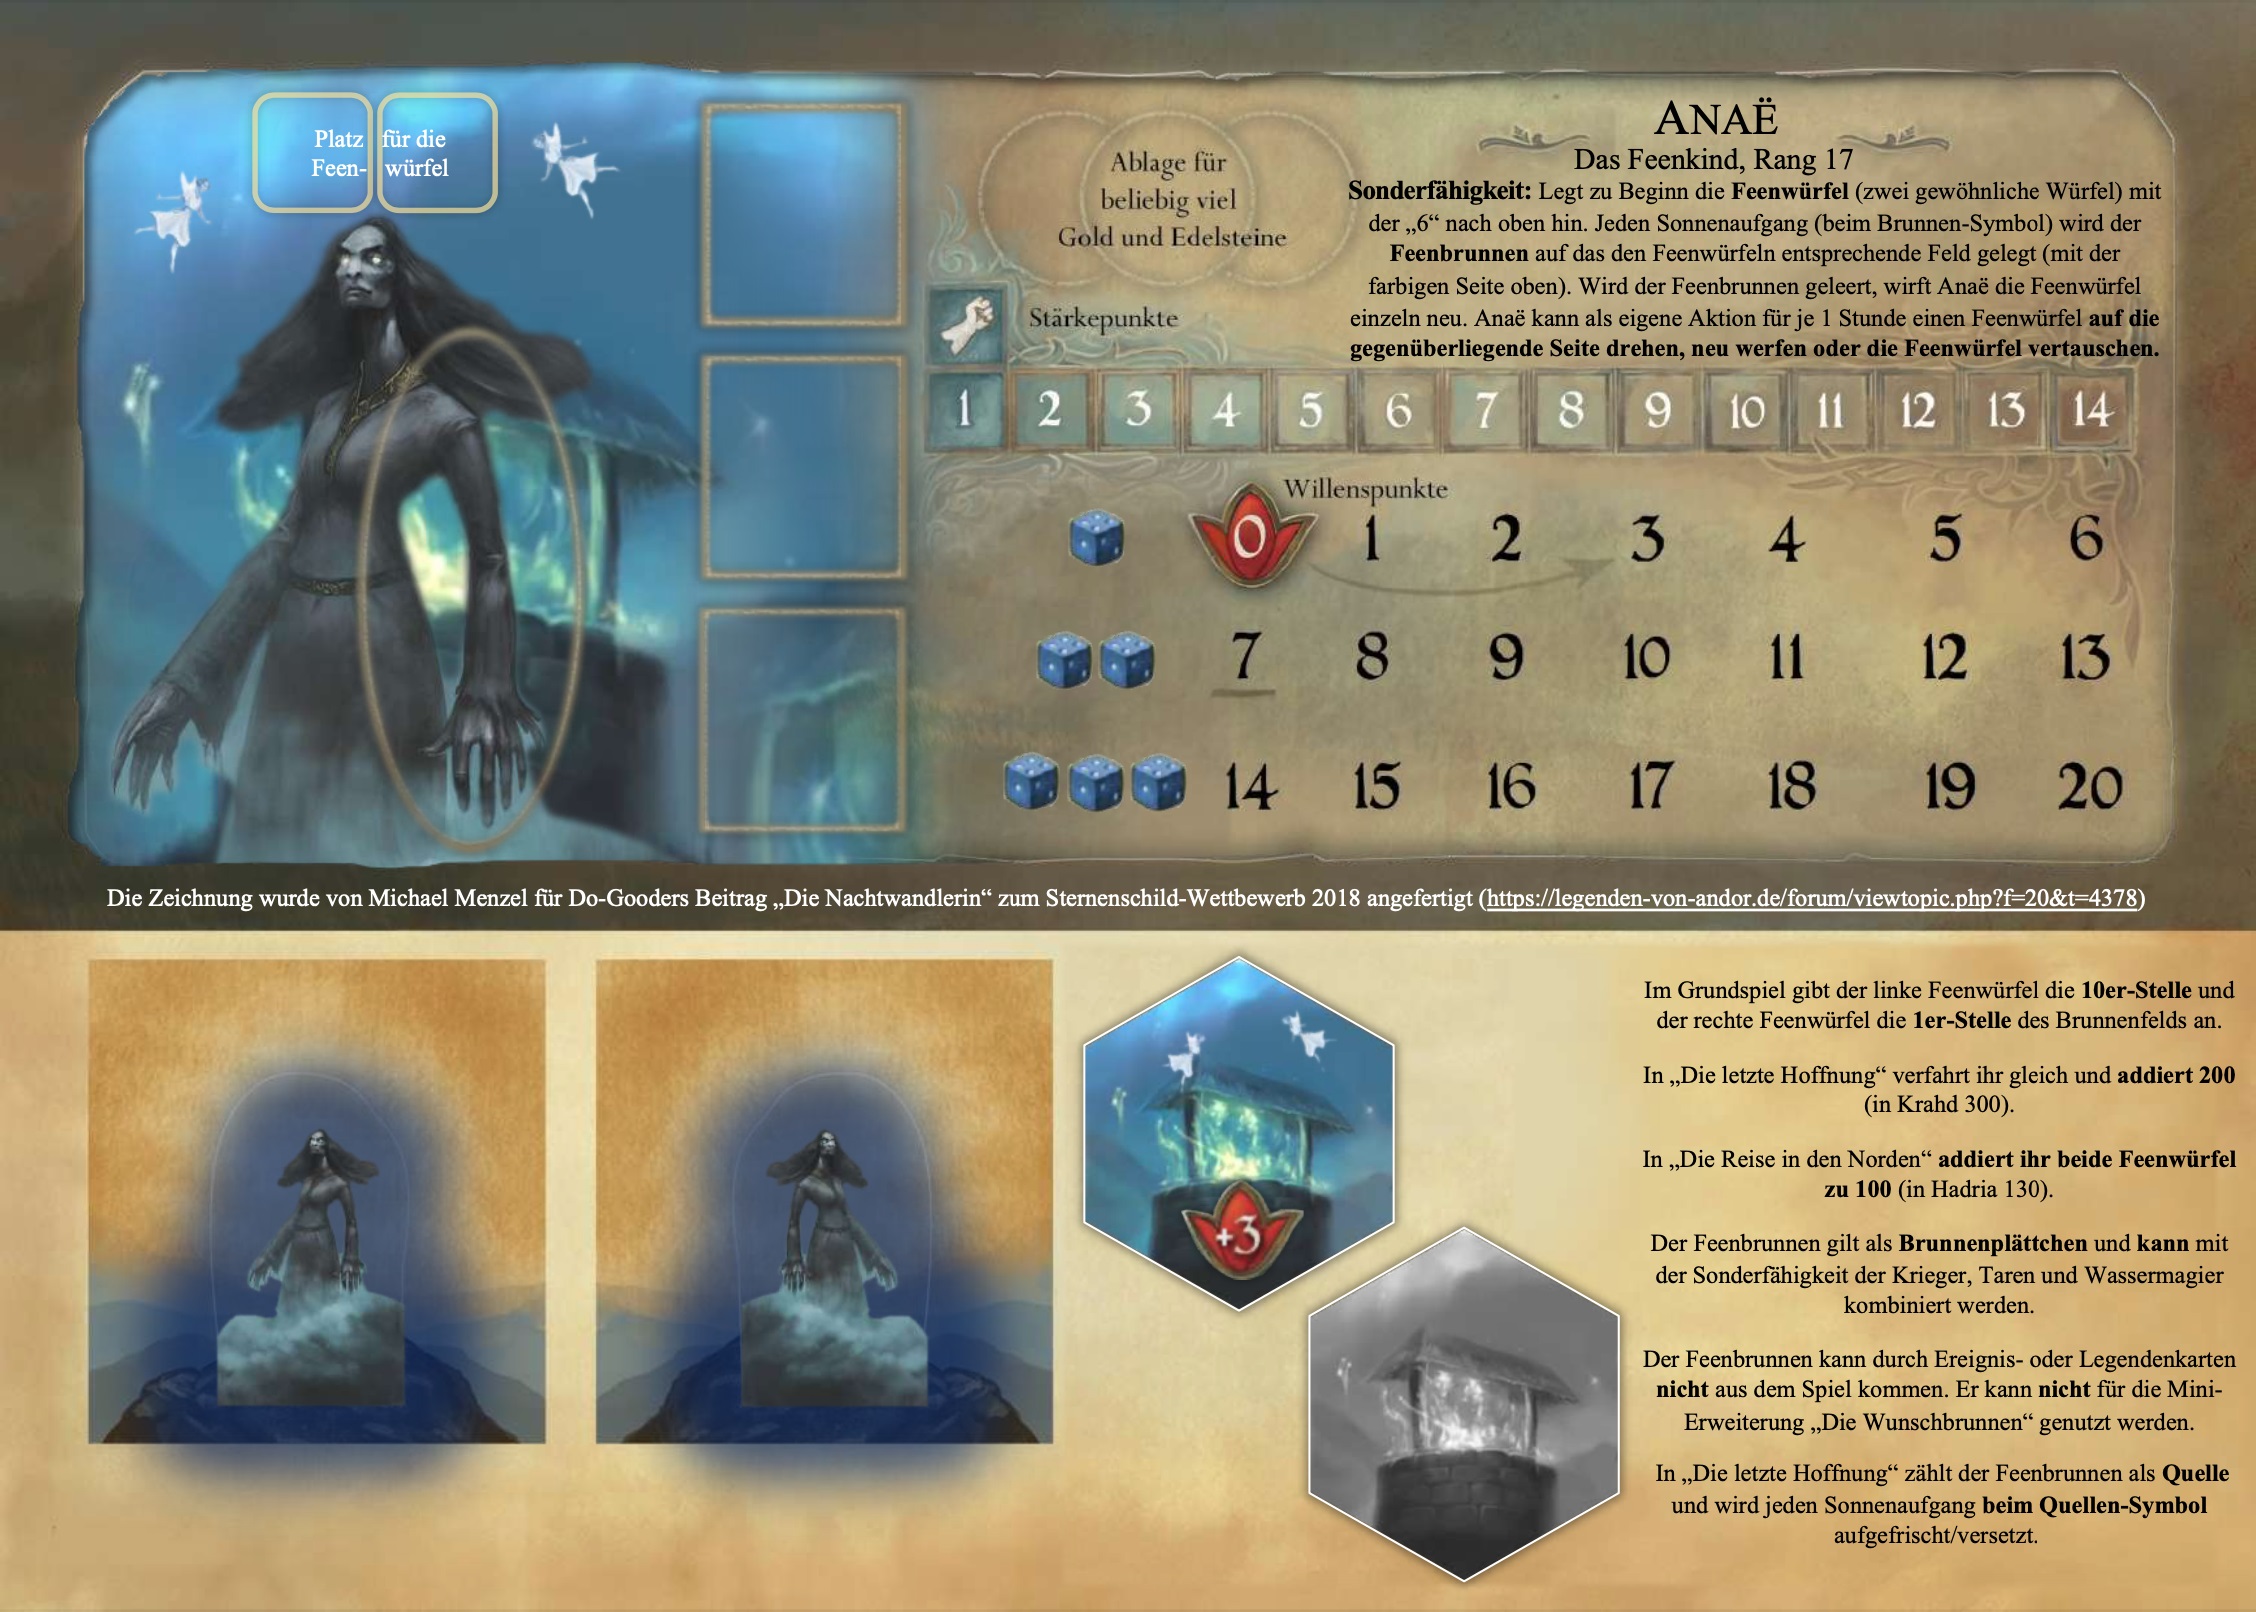 Platz für die
Feen- würfel
Ablage für
beliebig viel
Gold und Edelsteine
ANAË
Das Feenkind, Rang 17
Sonderfähigkeit: Legt zu Beginn die Feenwürfel (zwei gewöhnliche Würfel) mit
der „6“ nach oben hin. Jeden Sonnenaufgang (beim Brunnen-Symbol) wird der
Feenbrunnen auf das den Feenwürfeln entsprechende Feld gelegt (mit der
farbigen Seite oben). Wird der Feenbrunnen geleert, wirft Anaë die Feenwürfel
einzeln neu. Anaë kann als eigene Aktion für je 1 Stunde einen Feenwürfel auf die
gegenüberliegende Seite drehen, neu werfen oder die Feenwürfel vertauschen.
Stärkepunkte
1 2 3 4 5 6 7 8 9 10 11 12 13 14
Willenspunkte
0 1 2 3 4 5 6
7 8 9 10 11 12 13
14 15 16 17 18 19 20
Die Zeichnung wurde von Michael Menzel für Do-Gooders Beitrag „Die Nachtwandlerin“ zum Sternenschild-Wettbewerb 2018 angefertigt (https://legenden-von-andor.de/forum/viewtopic.php?f=20&t=4378)
+3
Im Grundspiel gibt der linke Feenwürfel die 10er-Stelle und
der rechte Feenwürfel die 1er-Stelle des Brunnenfelds an.
In „Die letzte Hoffnung“ verfahrt ihr gleich und addiert 200
(in Krahd 300).
In „Die Reise in den Norden“ addiert ihr beide Feenwürfel
zu 100 (in Hadria 130).
Der Feenbrunnen gilt als Brunnenplättchen und kann mit
der Sonderfähigkeit der Krieger, Taren und Wassermagier
kombiniert werden.
Der Feenbrunnen kann durch Ereignis- oder Legendenkarten
nicht aus dem Spiel kommen. Er kann nicht für die Mini-
Erweiterung „Die Wunschbrunnen“ genutzt werden.
In „Die letzte Hoffnung“ zählt der Feenbrunnen als Quelle
und wird jeden Sonnenaufgang beim Quellen-Symbol
aufgefrischt/versetzt.